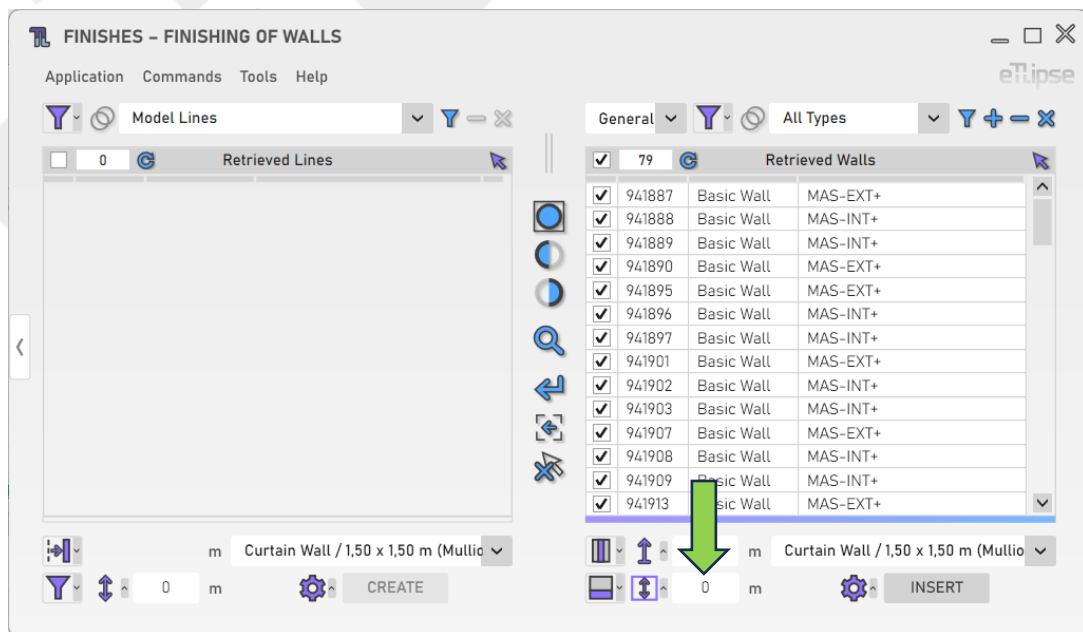 FINISHES – FINISHING OF WALLS
Application Commands Tools Help
eTLipse
Model Lines
General
All Types
0 Retrieved Lines
79 Retrieved Walls
941887 Basic Wall MAS-EXT+
941888 Basic Wall MAS-INT+
941889 Basic Wall MAS-INT+
941890 Basic Wall MAS-EXT+
941895 Basic Wall MAS-EXT+
941896 Basic Wall MAS-INT+
941897 Basic Wall MAS-INT+
941901 Basic Wall MAS-EXT+
941902 Basic Wall MAS-INT+
941903 Basic Wall MAS-INT+
941907 Basic Wall MAS-EXT+
941908 Basic Wall MAS-INT+
941909 Basic Wall MAS-INT+
941913 Basic Wall MAS-EXT+
m Curtain Wall / 1,50 x 1,50 m (Mullio
m Curtain Wall / 1,50 x 1,50 m (Mullio
0 m CREATE
0 m INSERT